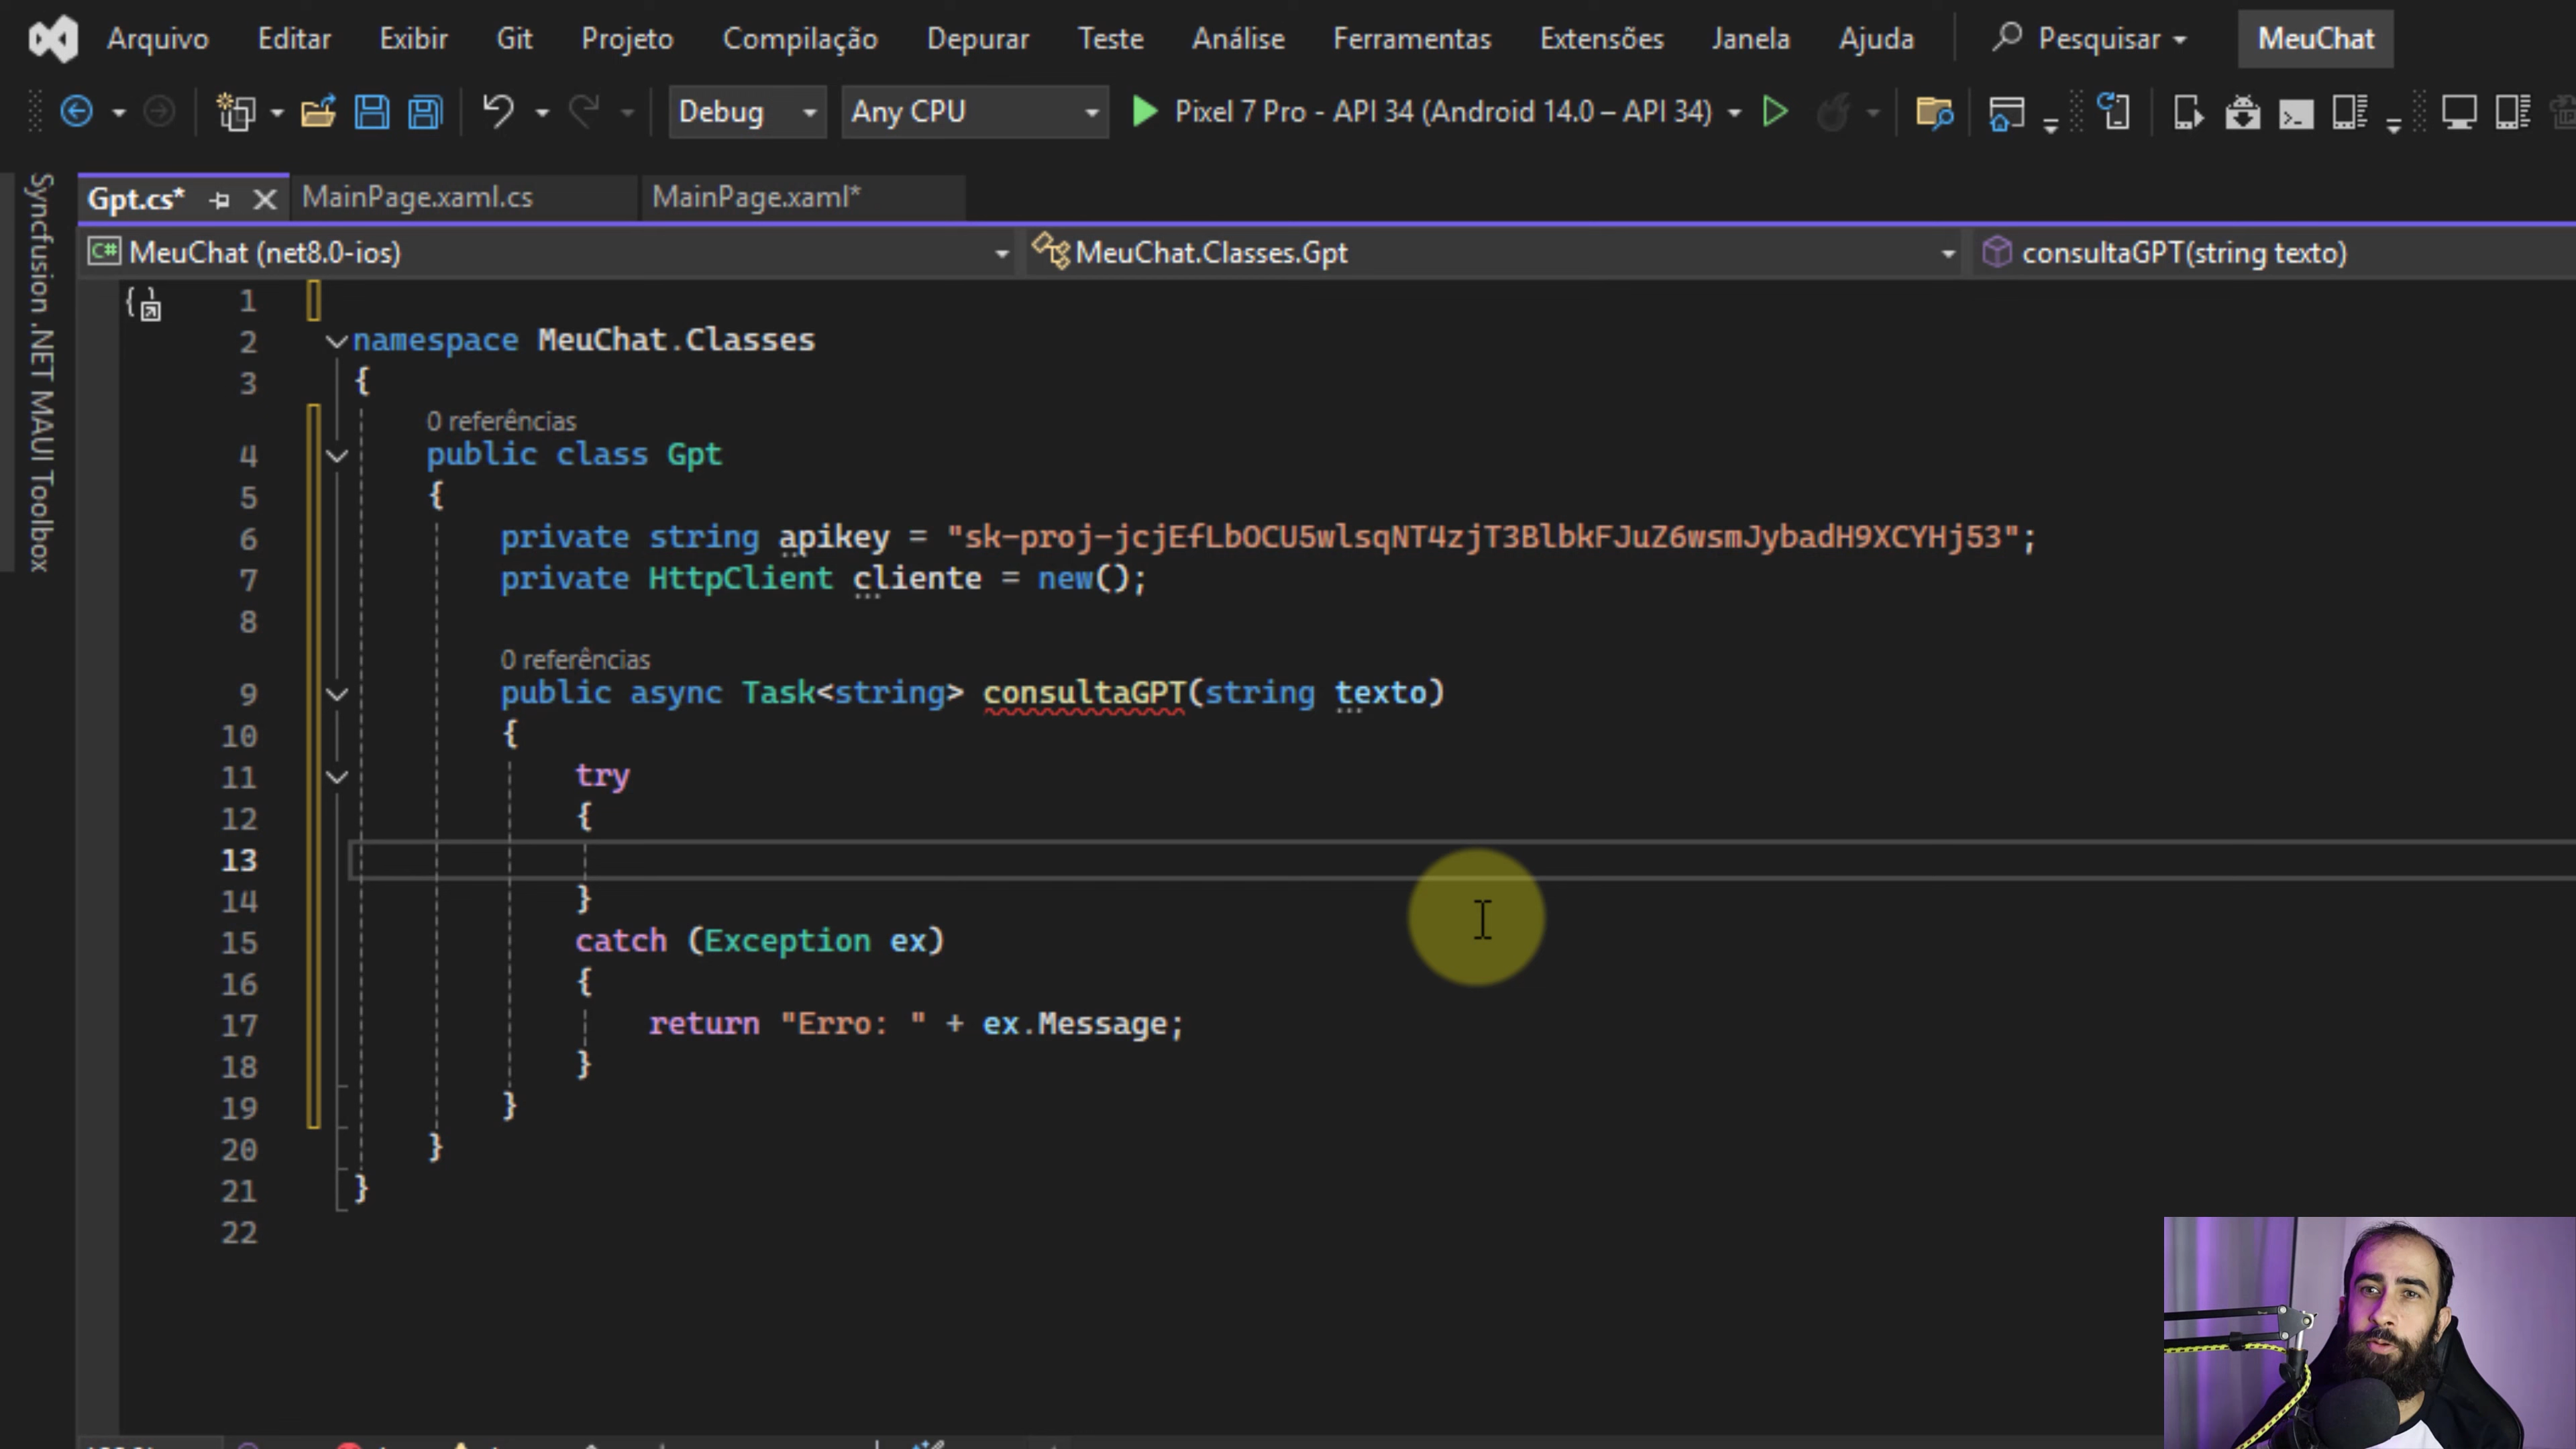 Arquivo Editar Exibir Git Projeto Compilação Depurar Teste Análise Ferramentas Extensões Janela Ajuda Pesquisar MeuChat
Debug Any CPU Pixel 7 Pro - API 34 (Android 14.0 – API 34)
Syncfusion .NET MAUI Toolbox
Gpt.cs* MainPage.xaml.cs MainPage.xaml*
C# MeuChat (net8.0-ios) MeuChat.Classes.Gpt consultaGPT(string texto)
1
2 namespace MeuChat.Classes
3 {
0 referências
4 public class Gpt
5 {
6 private string apikey = "sk-proj-jcjEfLbOCU5wlsqNT4zjT3BlbkFJuZ6wsmJybadH9XCYHj53";
7 private HttpClient cliente = new();
8
0 referências
9 public async Task<string> consultaGPT(string texto)
10 {
11 try
12 {
13
14 }
15 catch (Exception ex)
16 {
17 return "Erro: " + ex.Message;
18 }
19 }
20 }
21 }
22